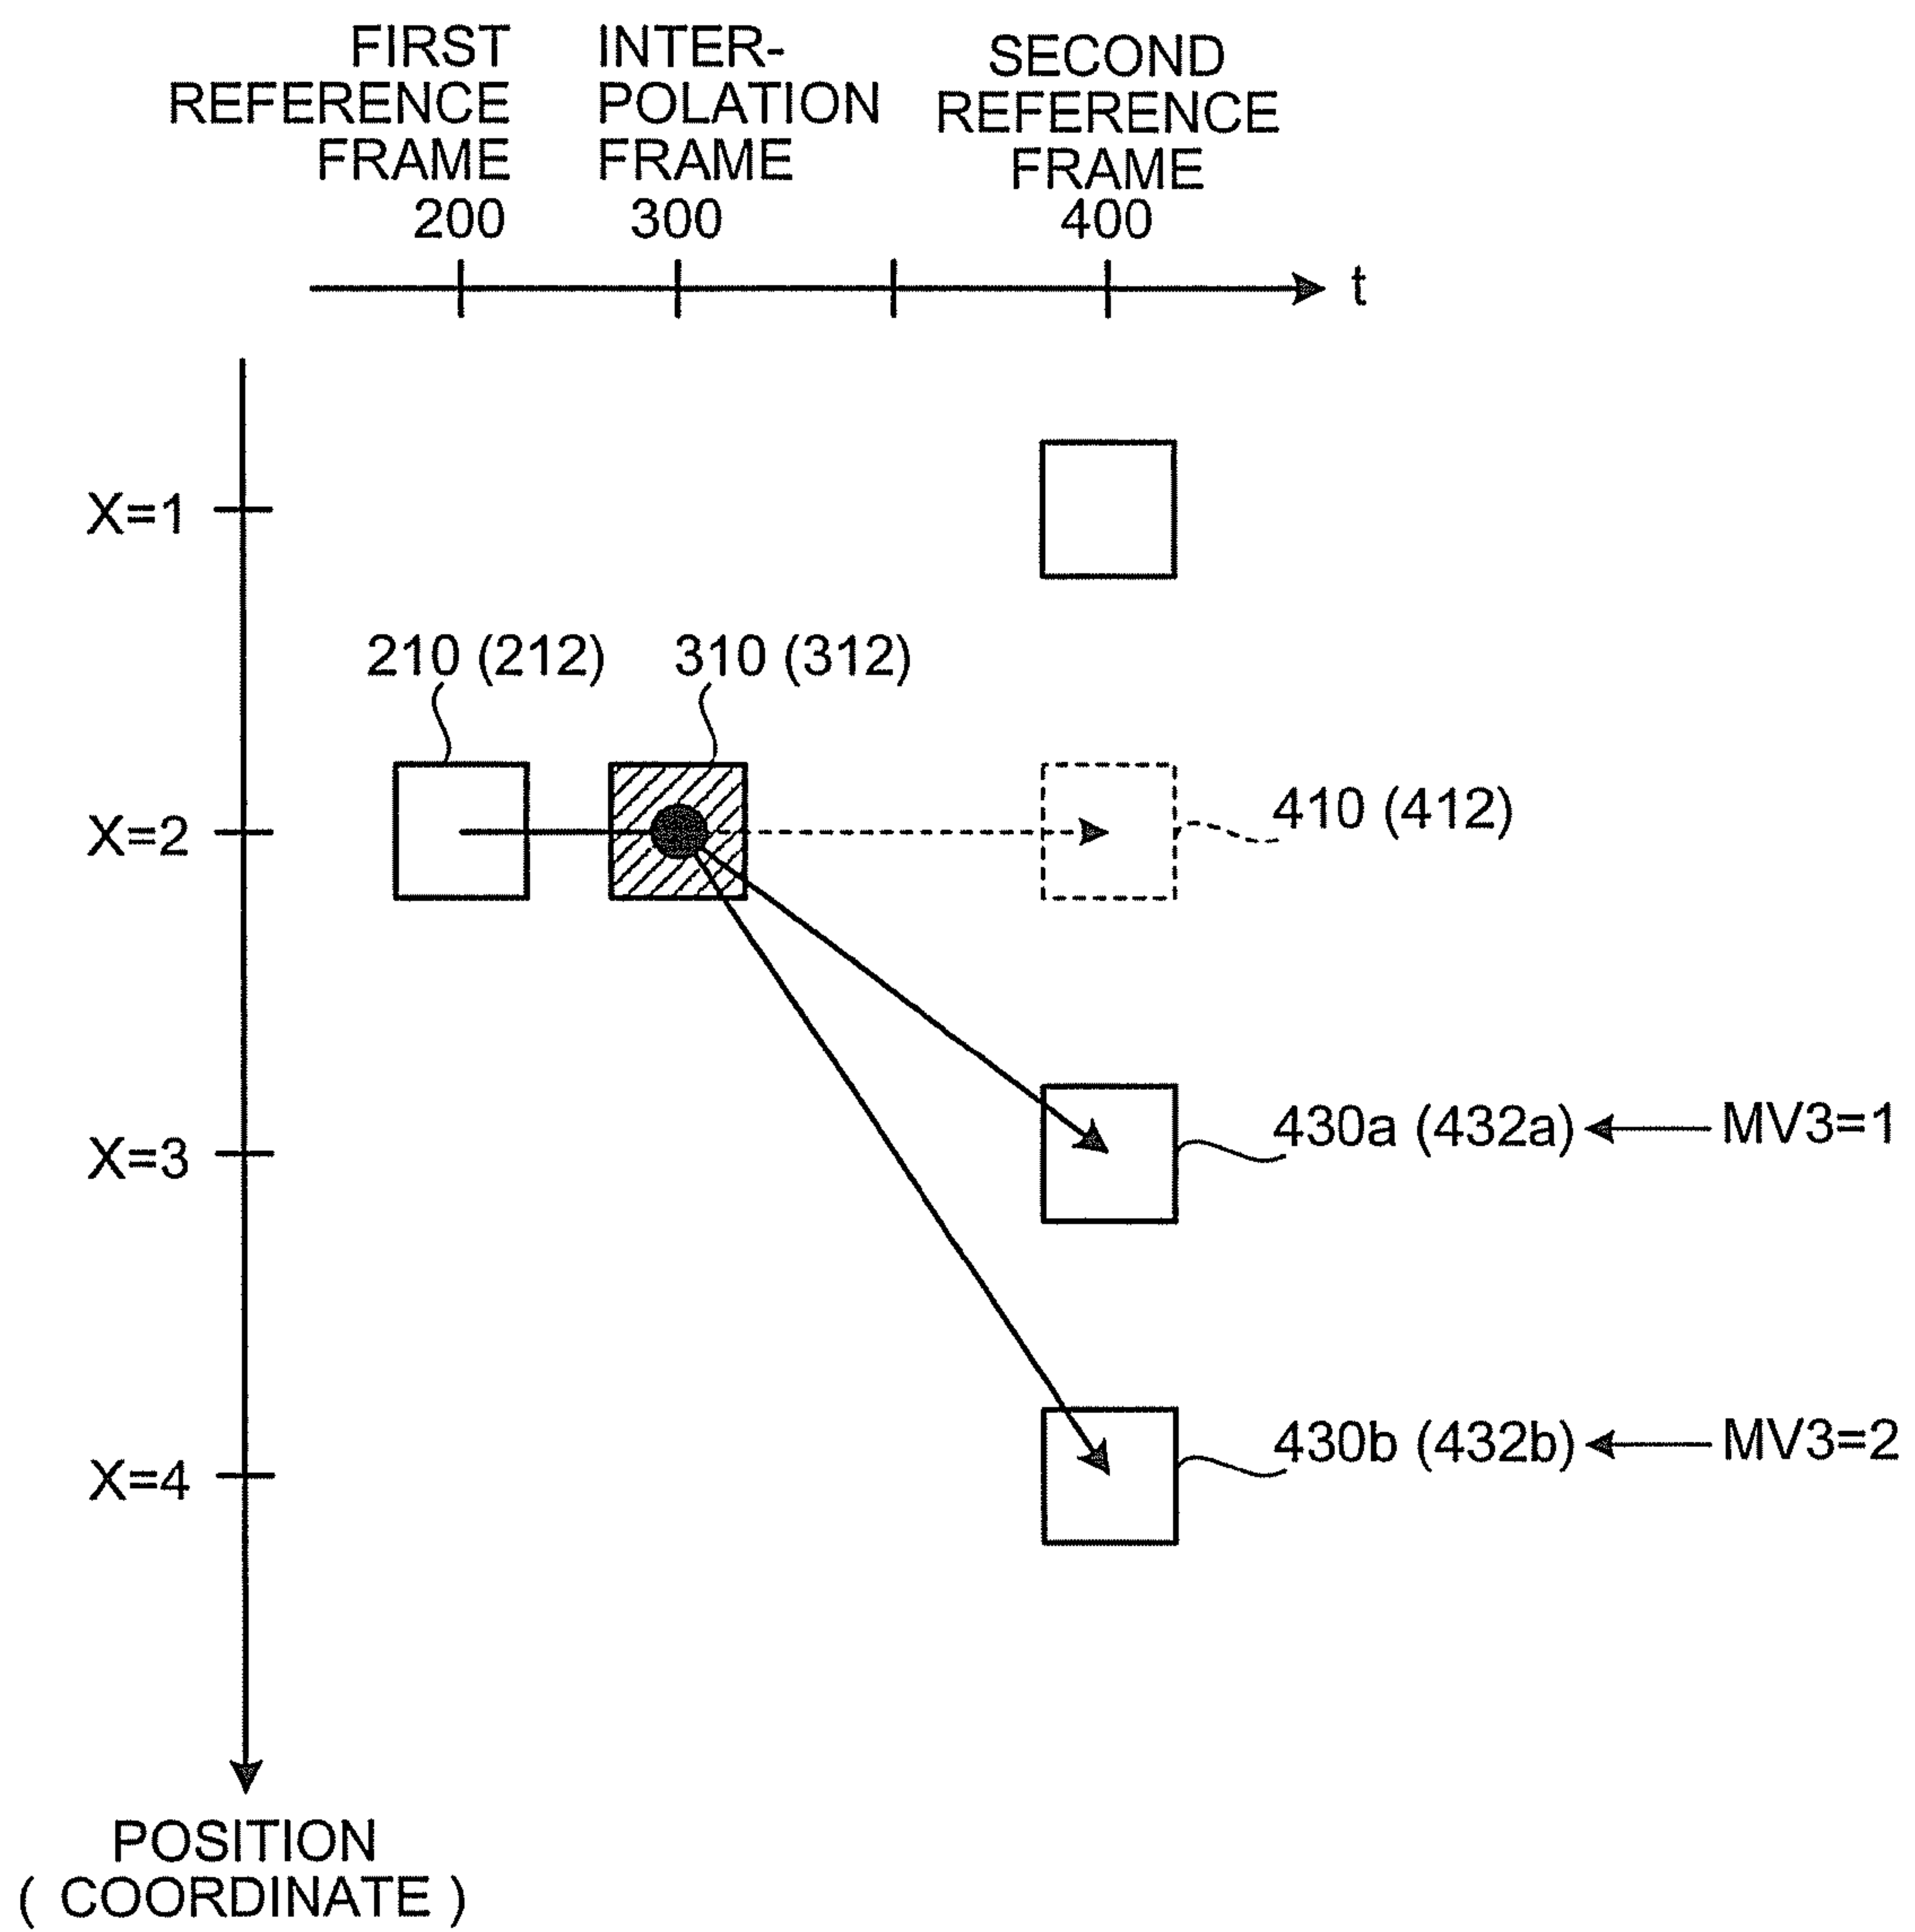 FIRST
REFERENCE
FRAME
200
INTER-
POLATION
FRAME
300
SECOND
REFERENCE
FRAME
400
t
X=1
210 (212)
310 (312)
X=2
410 (412)
X=3
430a (432a)
MV3=1
X=4
430b (432b)
MV3=2
POSITION
( COORDINATE )